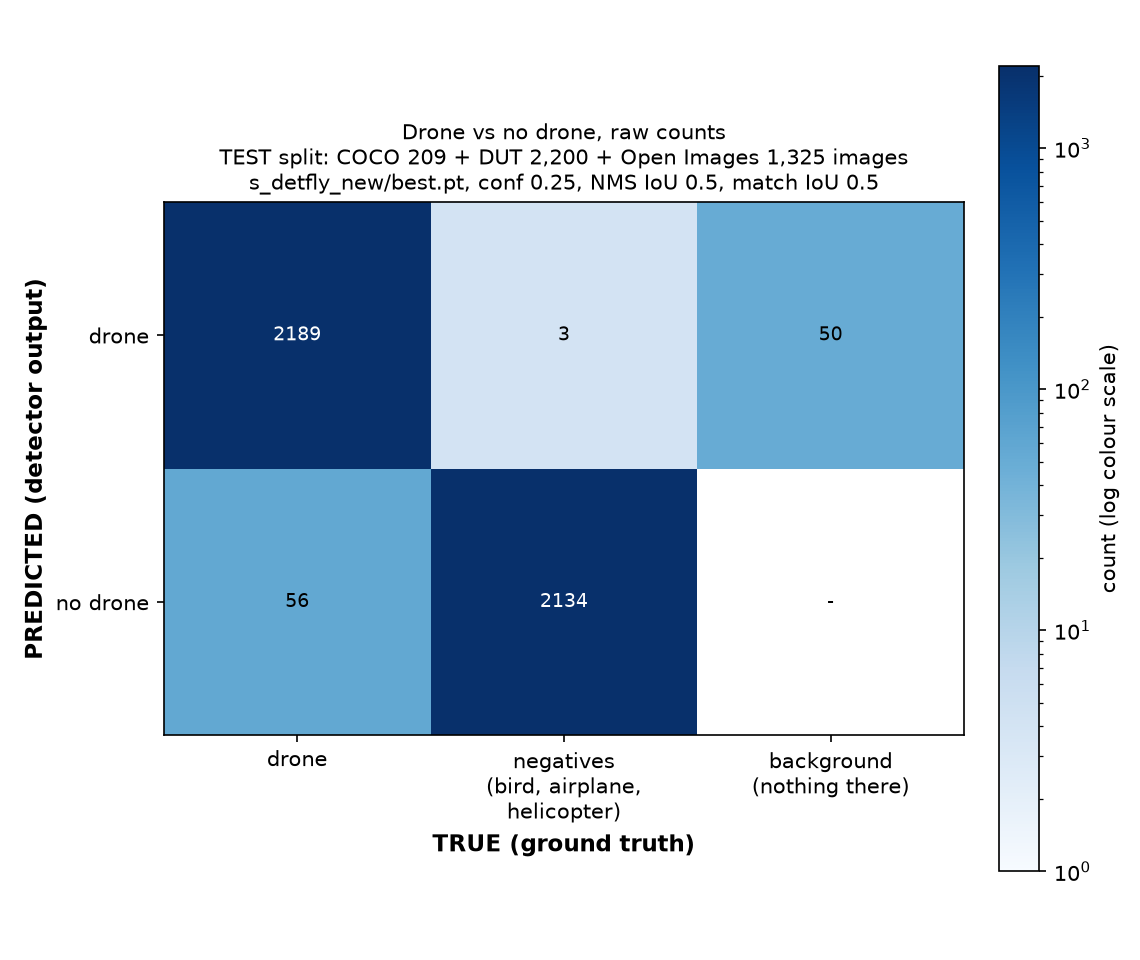 Drone vs no drone, raw counts
TEST split: COCO 209 + DUT 2,200 + Open Images 1,325 images
s_detfly_new/best.pt, conf 0.25, NMS IoU 0.5, match IoU 0.5
PREDICTED (detector output)
drone
2189
3
50
no drone
56
2134
-
drone
negatives
(bird, airplane,
helicopter)
background
(nothing there)
TRUE (ground truth)
10³
10²
10¹
10⁰
count (log colour scale)